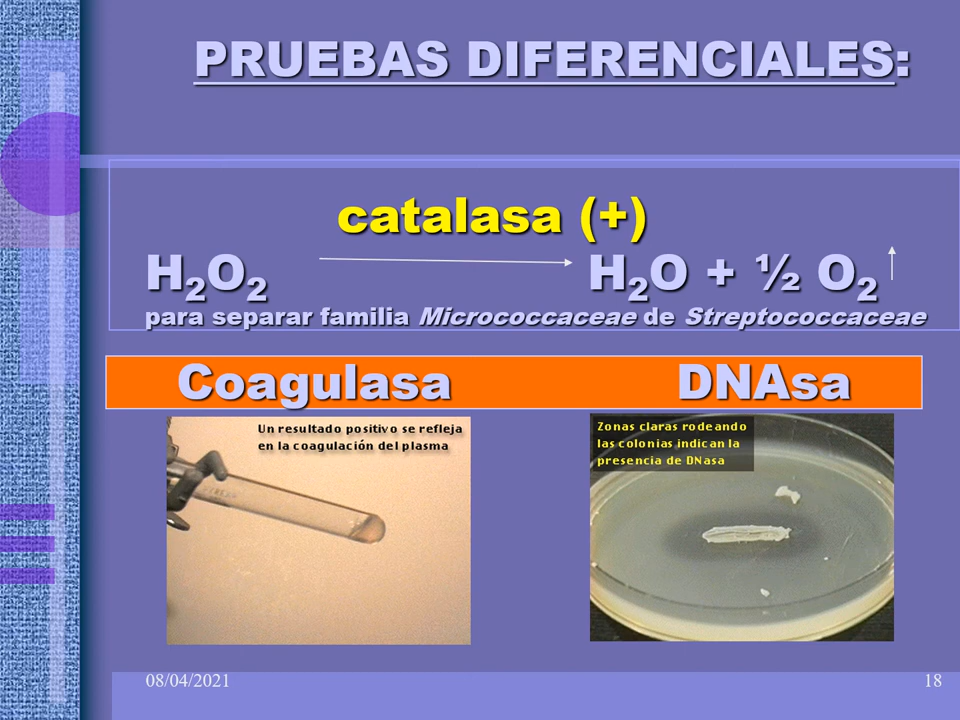 PRUEBAS DIFERENCIALES:
catalasa (+)
H₂O₂ → H₂O + ½ O₂ ↑
para separar familia Micrococcaceae de Streptococcaceae
Coagulasa DNAsa
Un resultado positivo se refleja
en la coagulación del plasma
Zonas claras rodeando
las colonias indican la
presencia de DNasa
08/04/2021 18